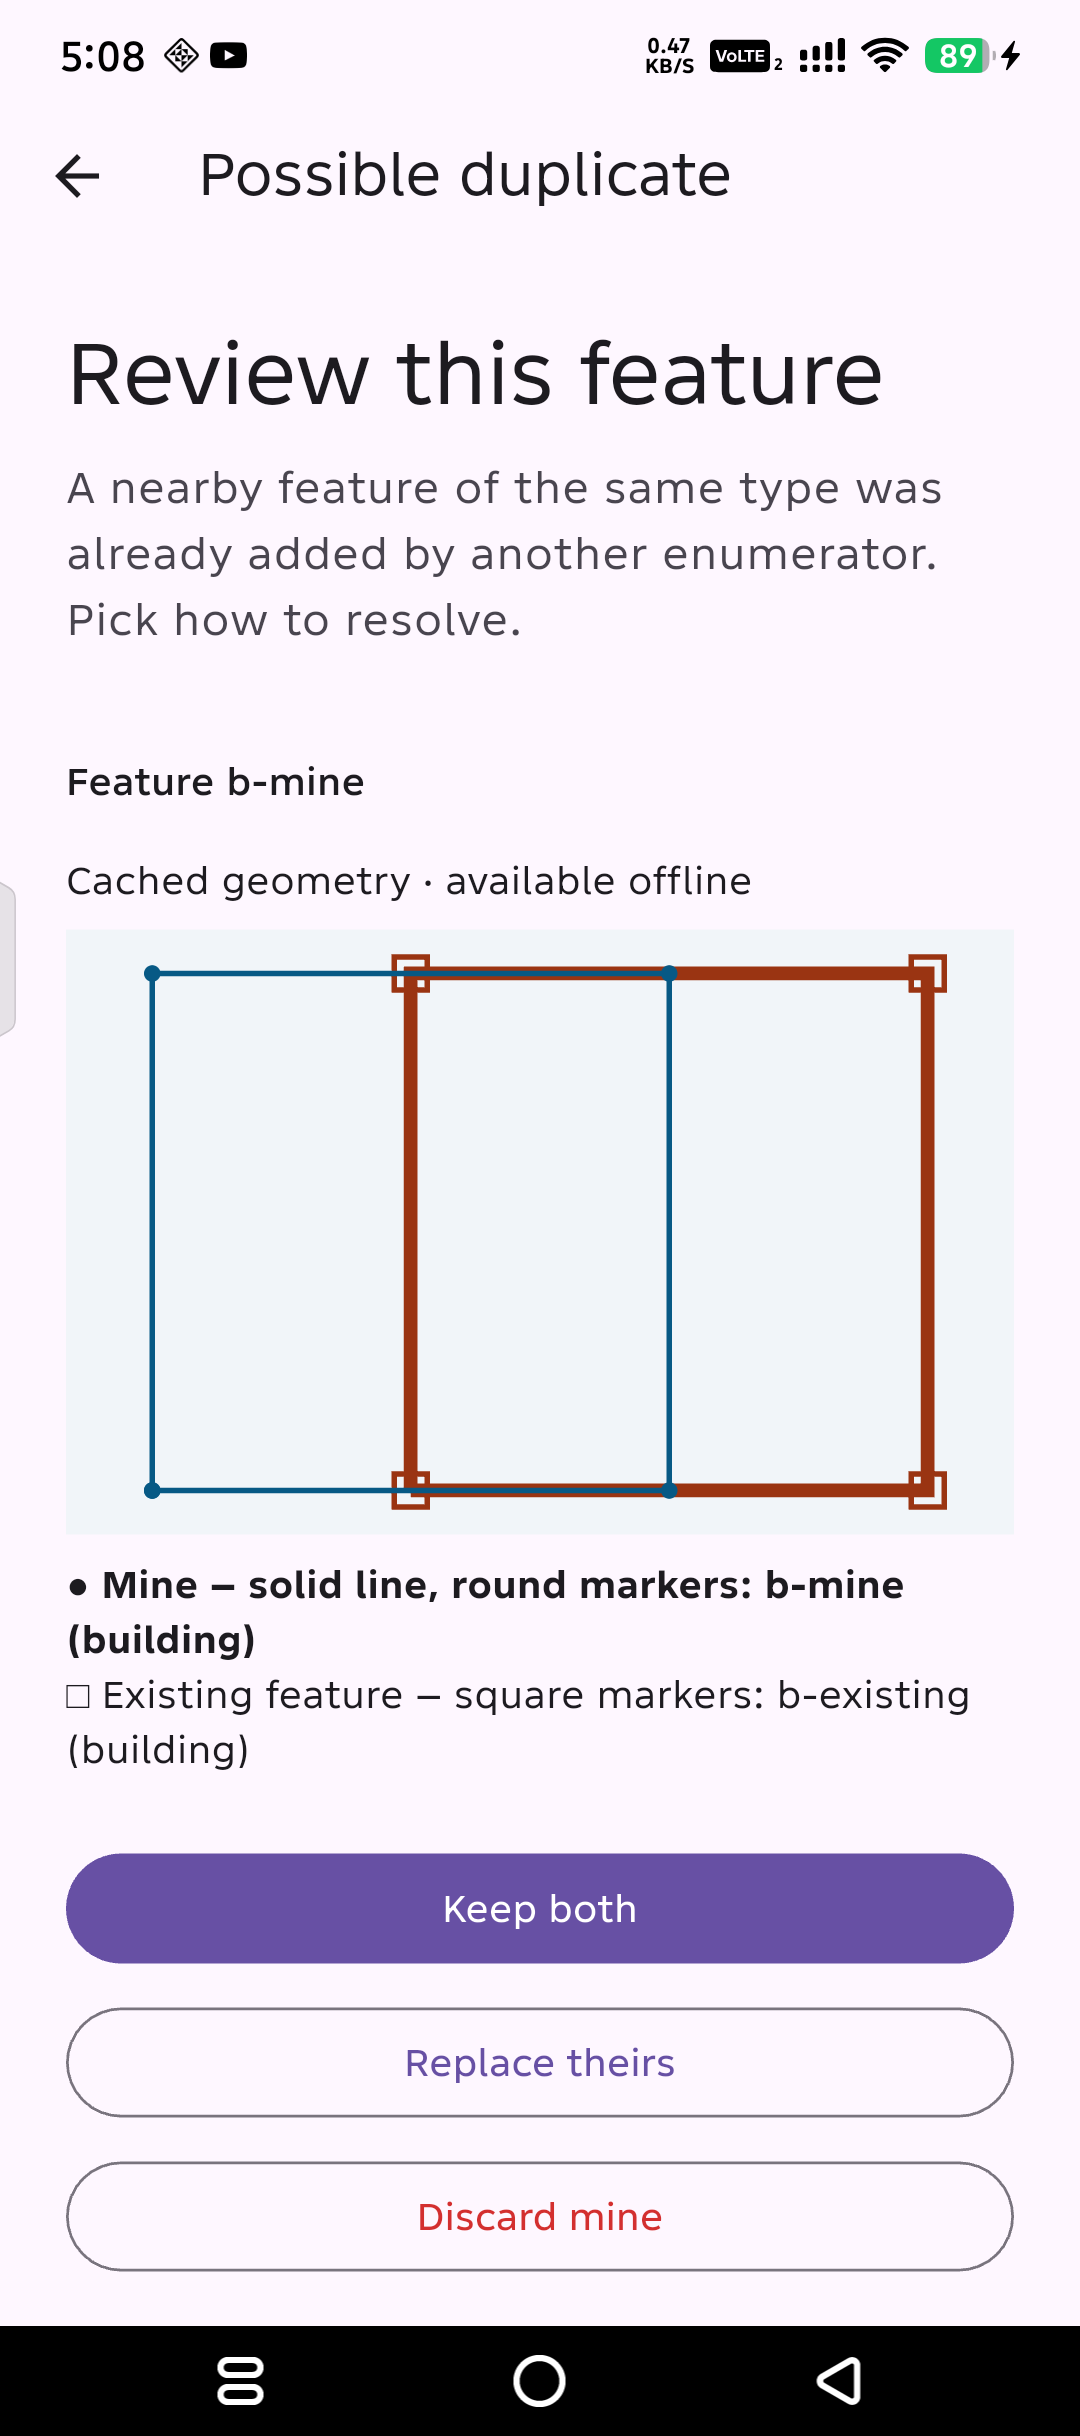 5:08
0.47
KB/S
VoLTE 2
89
Possible duplicate
Review this feature
A nearby feature of the same type was
already added by another enumerator.
Pick how to resolve.
Feature b-mine
Cached geometry · available offline
● Mine – solid line, round markers: b-mine
(building)
□ Existing feature – square markers: b-existing
(building)
Keep both
Replace theirs
Discard mine